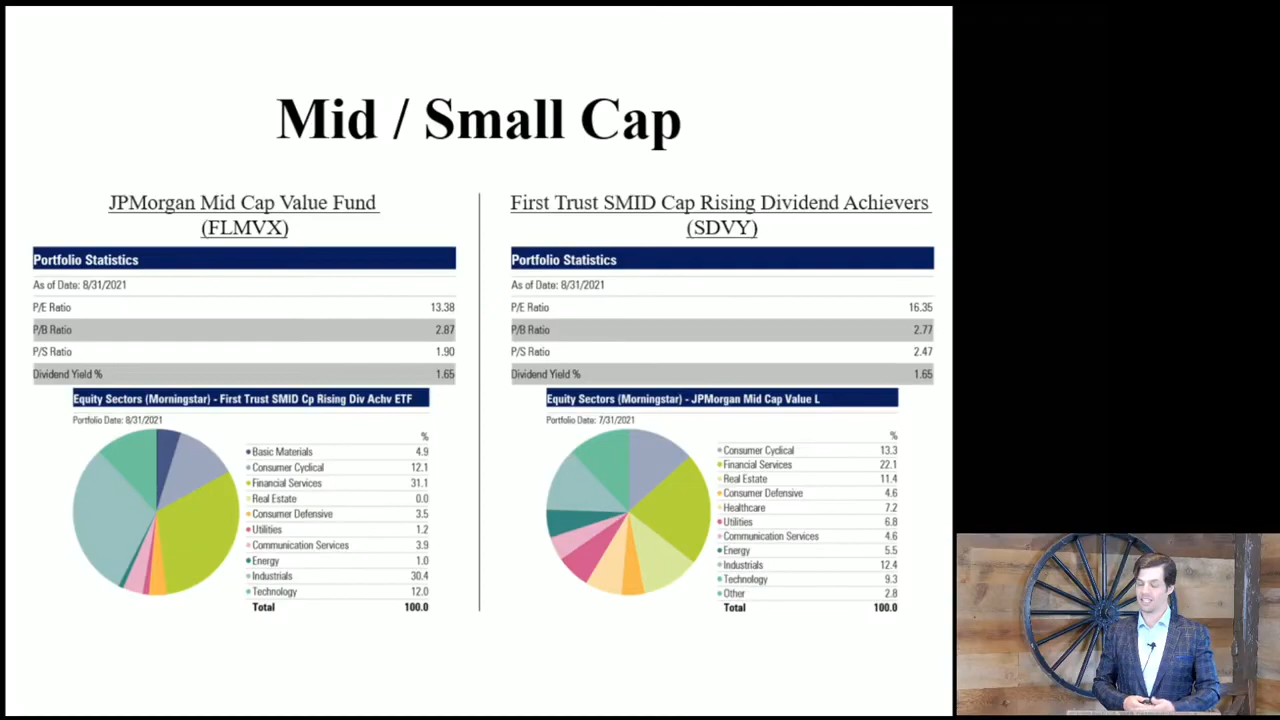 Mid / Small Cap
JPMorgan Mid Cap Value Fund
(FLMVX)
Portfolio Statistics
As of Date: 8/31/2021
P/E Ratio 13.38
P/B Ratio 2.87
P/S Ratio 1.90
Dividend Yield % 1.65
Equity Sectors (Morningstar) - First Trust SMID Cp Rising Div Achv ETF
Portfolio Date: 8/31/2021
%
Basic Materials 4.9
Consumer Cyclical 12.1
Financial Services 31.1
Real Estate 0.0
Consumer Defensive 3.5
Utilities 1.2
Communication Services 3.9
Energy 1.0
Industrials 30.4
Technology 12.0
Total 100.0
First Trust SMID Cap Rising Dividend Achievers
(SDVY)
Portfolio Statistics
As of Date: 8/31/2021
P/E Ratio 16.35
P/B Ratio 2.77
P/S Ratio 2.47
Dividend Yield % 1.65
Equity Sectors (Morningstar) - JPMorgan Mid Cap Value L
Portfolio Date: 7/31/2021
%
Consumer Cyclical 13.3
Financial Services 22.1
Real Estate 11.4
Consumer Defensive 4.6
Healthcare 7.2
Utilities 6.8
Communication Services 4.6
Energy 5.5
Industrials 12.4
Technology 9.3
Other 2.8
Total 100.0